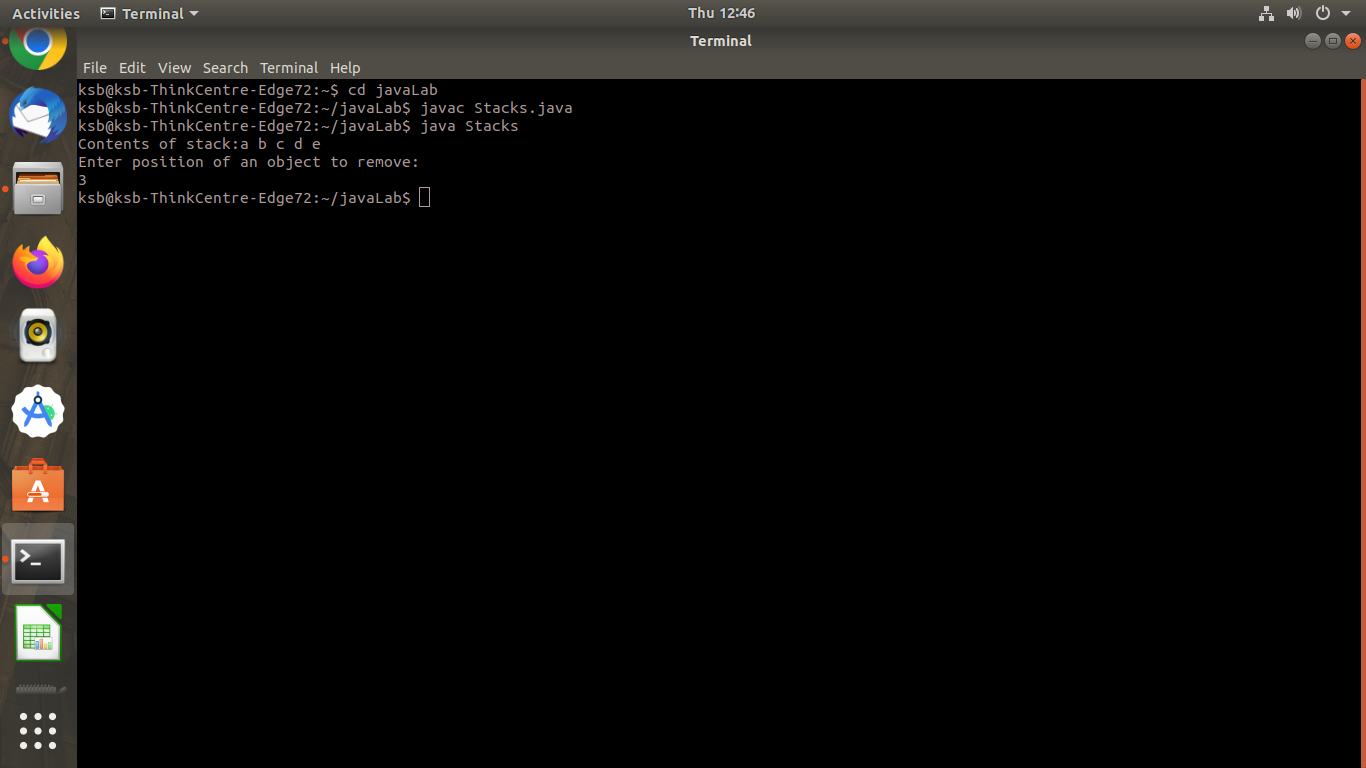 Activities Terminal Thu 12:46
Terminal
File Edit View Search Terminal Help
ksb@ksb-ThinkCentre-Edge72:~$ cd javaLab
ksb@ksb-ThinkCentre-Edge72:~/javaLab$ javac Stacks.java
ksb@ksb-ThinkCentre-Edge72:~/javaLab$ java Stacks
Contents of stack:a b c d e
Enter position of an object to remove:
3
ksb@ksb-ThinkCentre-Edge72:~/javaLab$